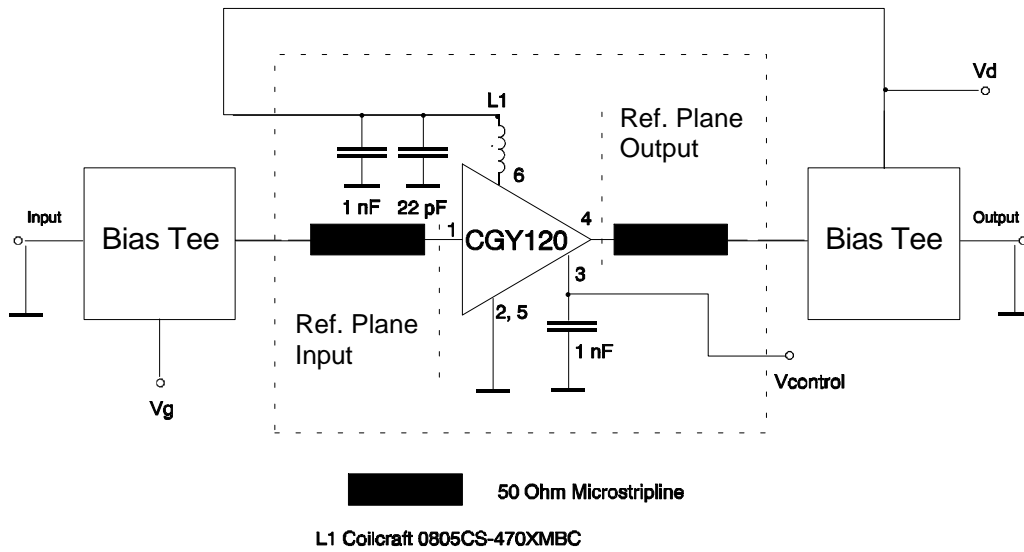 Vd
L1
Ref. Plane
Output
6
1 nF
22 pF
Input
Bias Tee
1
CGY120
4
Bias Tee
Output
3
2, 5
Ref. Plane
Input
1 nF
Vcontrol
Vg
50 Ohm Microstripline
L1 Coilcraft 0805CS-470XMBC